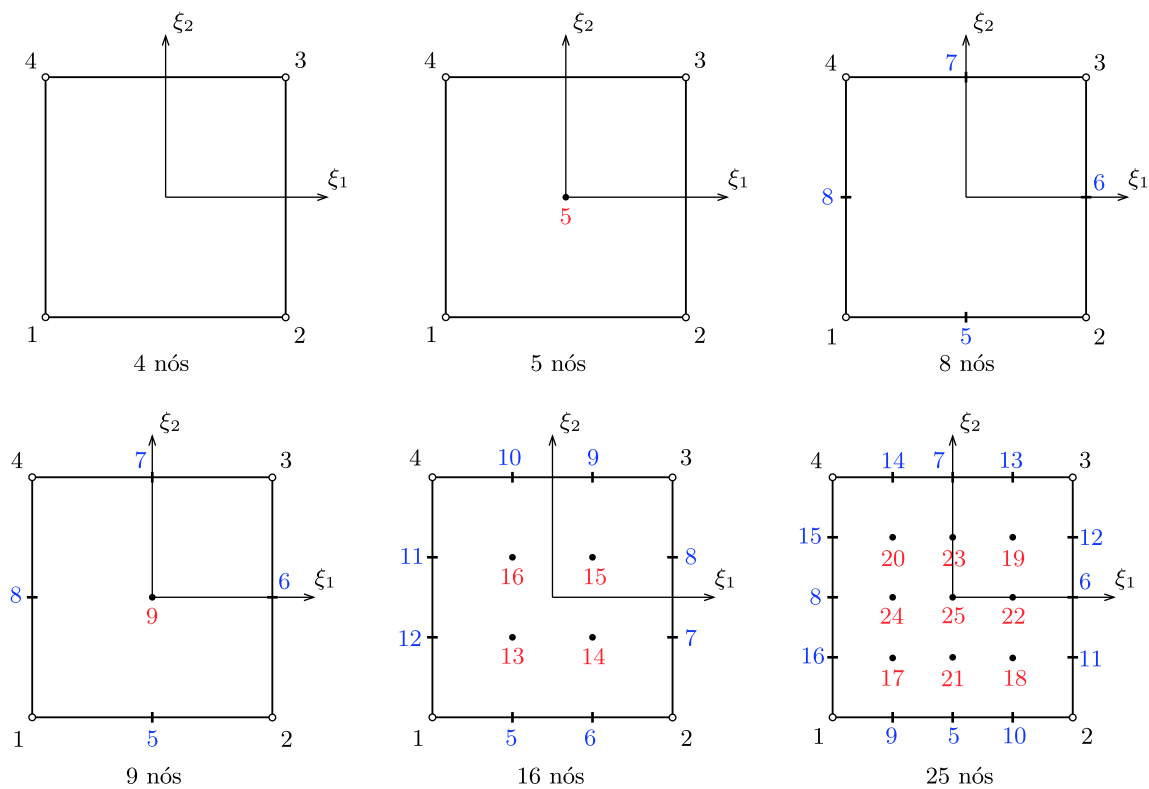 ξ₂ ξ₂ ξ₂
4 3 4 3 4 7 3
ξ₁ ξ₁ 8 6 ξ₁
5
1 2 1 2 1 5 2
4 nós 5 nós 8 nós
ξ₂ ξ₂ ξ₂
4 7 3 4 10 9 3 4 14 7 13 3
15 12
11 8 20 23 19
16 15
8 6 ξ₁ ξ₁ 8 6 ξ₁
9 24 25 22
12 7
13 14 16 11
17 21 18
1 5 2 1 5 6 2 1 9 5 10 2
9 nós 16 nós 25 nós